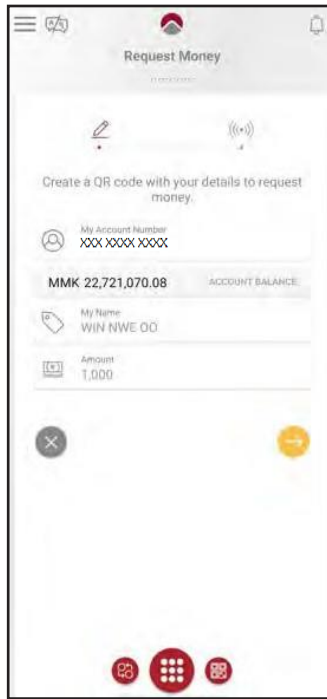 Request Money
Create a QR code with your details to request
money.
My Account Number
XXX XXXX XXXX
MMK 22,721,070.08 ACCOUNT BALANCE
My Name
WIN NWE OO
Amount
1,000